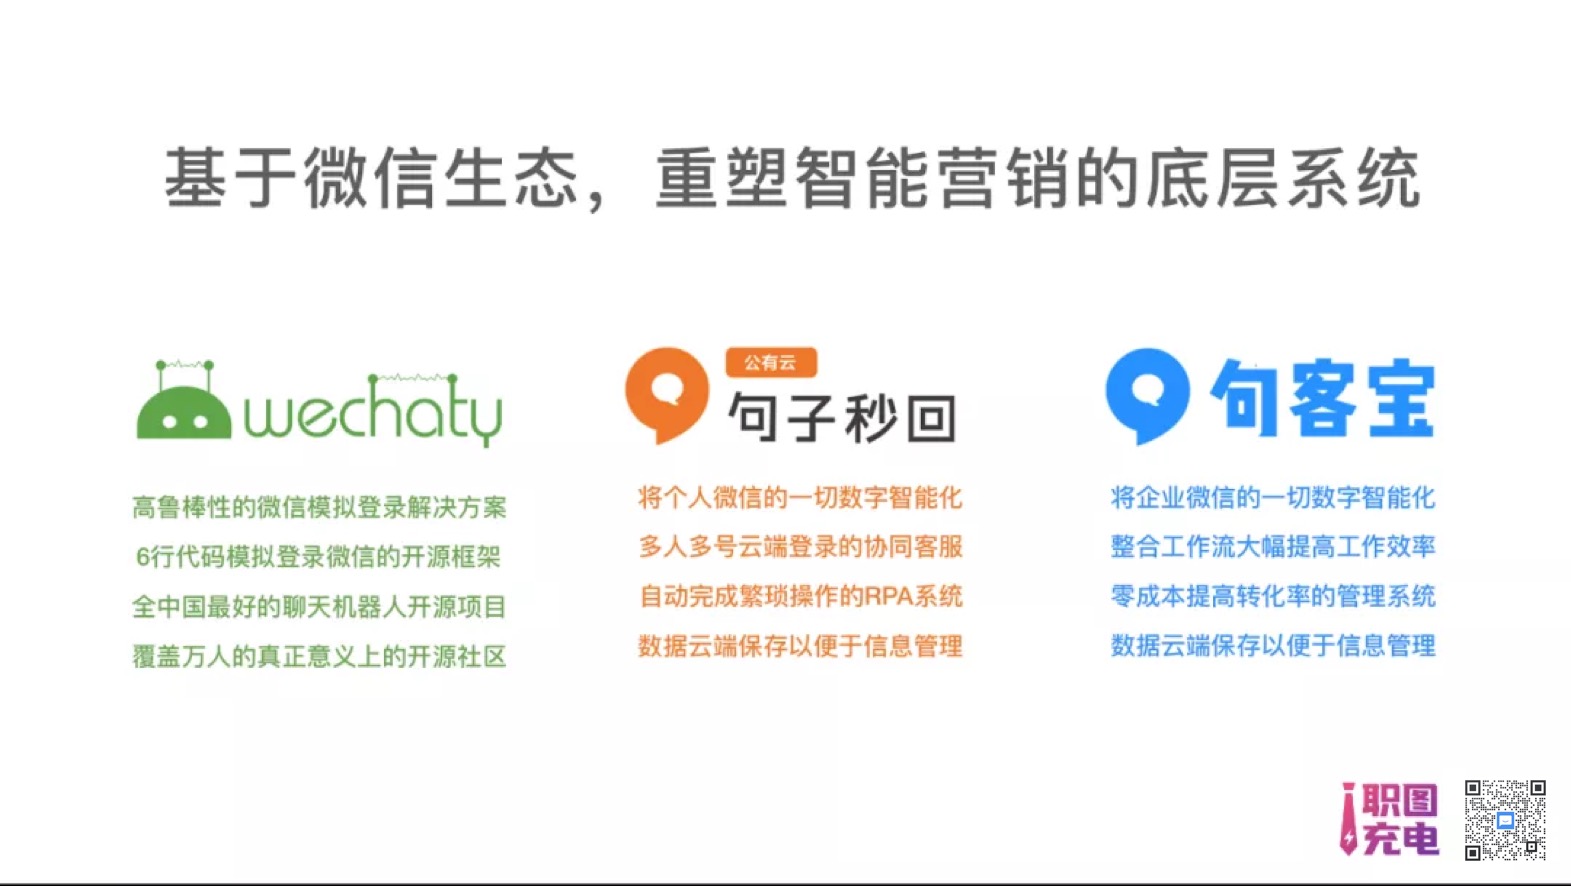 基于微信生态，重塑智能营销的底层系统
wechaty
高鲁棒性的微信模拟登录解决方案
6行代码模拟登录微信的开源框架
全中国最好的聊天机器人开源项目
覆盖万人的真正意义上的开源社区
公有云
句子秒回
将个人微信的一切数字智能化
多人多号云端登录的协同客服
自动完成繁琐操作的RPA系统
数据云端保存以便于信息管理
句客宝
将企业微信的一切数字智能化
整合工作流大幅提高工作效率
零成本提高转化率的管理系统
数据云端保存以便于信息管理
职图
充电